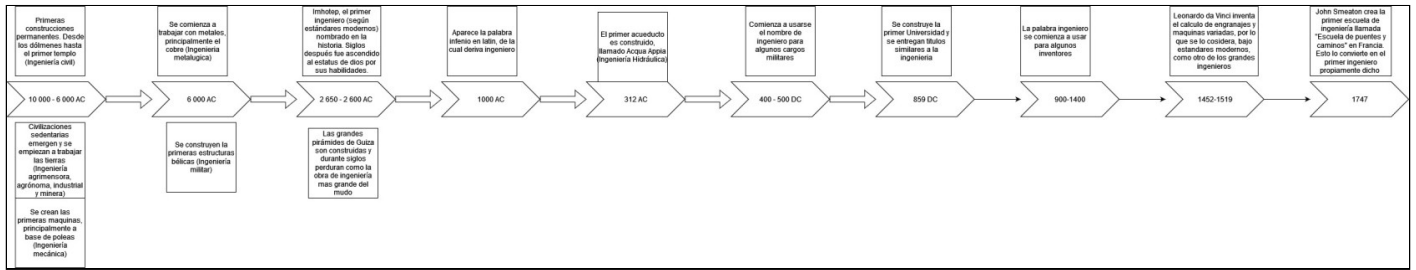 Primeras
construcciones
permanentes. Desde
los dólmenes hasta
el primer templo
(Ingeniería civil)
10 000 - 6 000 AC
Civilizaciones
sedentarias
emergen y se
empiezan a trabajar
las tierras
(Ingeniería
agrimensora,
agrónoma, industrial
y minera)
Se crean las
primeras maquinas,
principalmente a
base de poleas
(Ingeniería
mecánica)
Se comienza a
trabajar con metales,
principalmente el
cobre (Ingenieria
metalugica)
6 000 AC
Se construyen la
primeras estructuras
bélicas (Ingeniería
militar)
Imhotep, el primer
ingeniero (según
estándares modernos)
nombrado en la
historia. Siglos
después fue ascendido
al estatus de dios por
sus habilidades.
2 650 - 2 600 AC
Las grandes
pirámides de Guiza
son construidas y
durante siglos
perduran como la
obra de ingeniería
mas grande del
mudo
Aparece la palabra
infenio en latin, de la
cual deriva ingeniero
1000 AC
El primer acueducto
es construido,
llamado Acqua Appia
(Ingeniería Hidráulica)
312 AC
Comienza a usarse
el nombre de
ingeniero para
algunos cargos
militares
400 - 500 DC
Se construye la
primer Universidad y
se entregan titulos
similares a la
ingenieria
859 DC
La palabra ingeniero
se comienza a usar
para algunos
inventores
900-1400
Leonardo da Vinci inventa
el calculo de engranajes y
maquinas variadas, por lo
que se lo cosidera, bajo
estandares modernos,
como otro de los grandes
ingenieros
1452-1519
John Smeaton crea la
primer escuela de
ingeniería llamada
"Escuela de puentes y
caminos" en Francia.
Esto lo convierte en el
primer ingeniero
propiamente dicho
1747